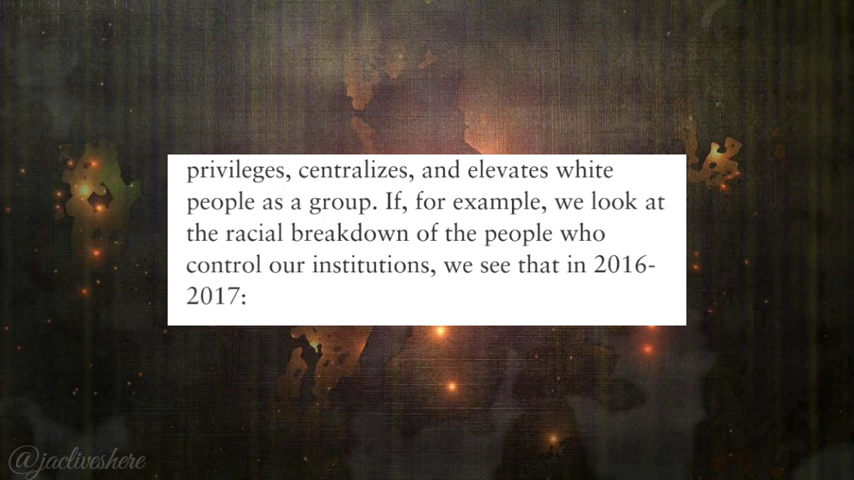 privileges, centralizes, and elevates white
people as a group. If, for example, we look at
the racial breakdown of the people who
control our institutions, we see that in 2016-
2017:
@jacliveshere